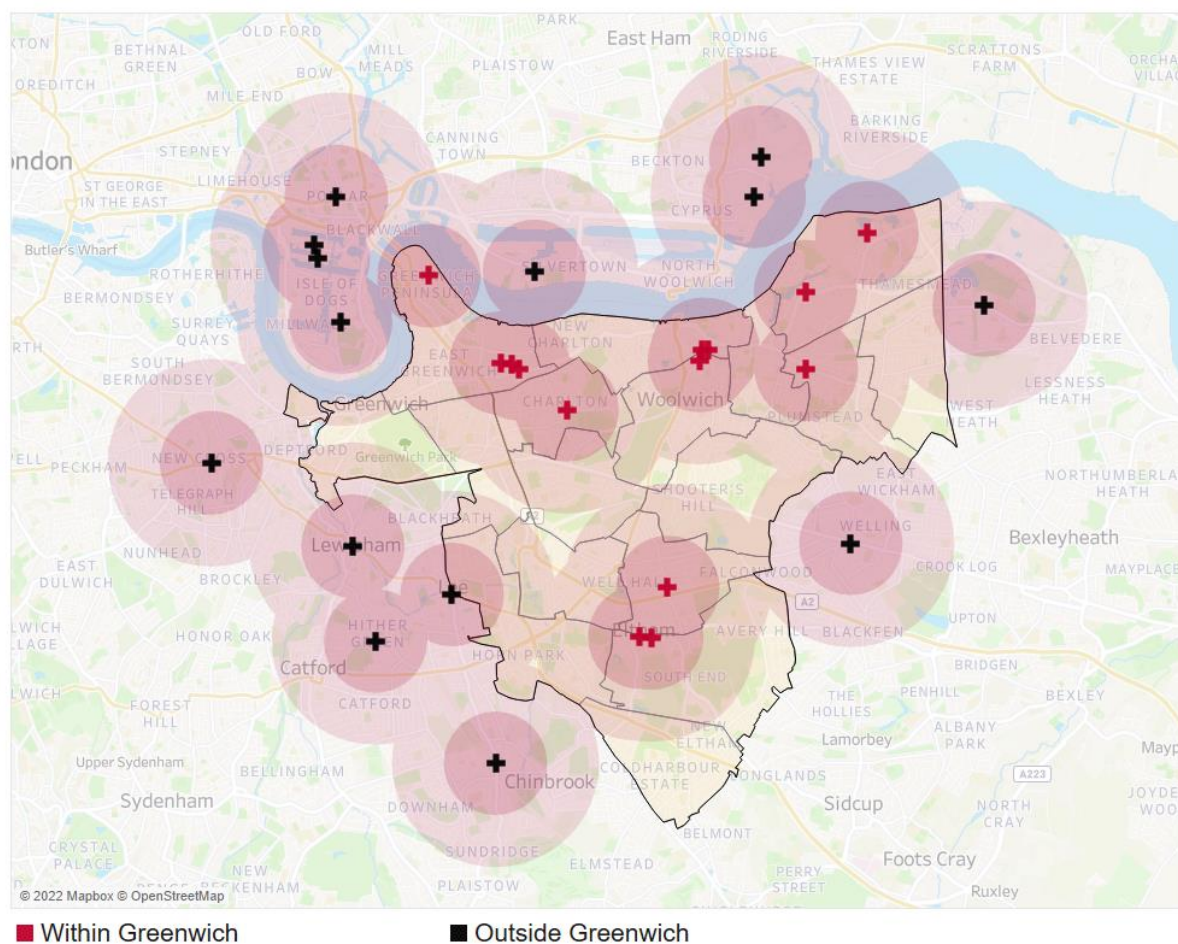 PARK
OLD FORD
East Ham
RODING
RIVERSIDE
KTON
BETHNAL
GREEN
MILL
MEADS
PLAISTOW
THAMES VIEW
ESTATE
SCRATTONS
FARM
OREDITCH
BOW
MILE END
BARKING
RIVERSIDE
CANNING
TOWN
STEPNEY
BECKTON
ondon
LIMEHOUSE
ST GEORGE
IN THE EAST
CYPRUS
BLACKWALL
Butler's Wharf
ROTHERHITHE
SILVERTOWN
NORTH
WOOLWICH
GREENWICH
PENINSULA
THAMESMEAD
BERMONDSEY
ISLE OF
DOGS
SURREY
QUAYS
NEW
CHARLTON
BELVEDERE
SOUTH
BERMONDSEY
EAST
GREENWICH
LESSNESS
HEATH
Greenwich
CHARLTON
Woolwich
PLUMSTEAD
WEST
HEATH
DEPTFORD
Greenwich Park
PECKHAM
NEW CROSS
TELEGRAPH
HILL
EAST
WICKHAM
NORTHUMBERLA
HEATH
SHOOTER'S
HILL
BLACKHEATH
A2
WELLING
Lewisham
Bexleyheath
NUNHEAD
EAST
DULWICH
BROCKLEY
Lee
WELL HALL
FALCONWOOD
CROOK LOG
MAYPLACE
A2
HITHER
GREEN
HONOR OAK
Eltham
AVERY HILL
BLACKFEN
UPTON
Catford
HORN PARK
BRIDGEN
SOUTH END
CATFORD
THE
HOLLIES
PENHILL
BEXLEY
FOREST
HILL
NEW
ELTHAM
ALBANY
PARK
Lamorbey
Upper Sydenham
BELLINGHAM
Chinbrook
COLDHARBOUR
ESTATE
LONGLANDS
A223
Sydenham
DOWNHAM
Sidcup
NORTH
CRAY
BELMONT
CRYSTAL
PALACE
SUNDRIDGE
ELMSTEAD
Foots Cray
NEW
BECKENHAM
PLAISTOW
PERRY
STREET
Ruxley
© 2022 Mapbox © OpenStreetMap
Within Greenwich
Outside Greenwich